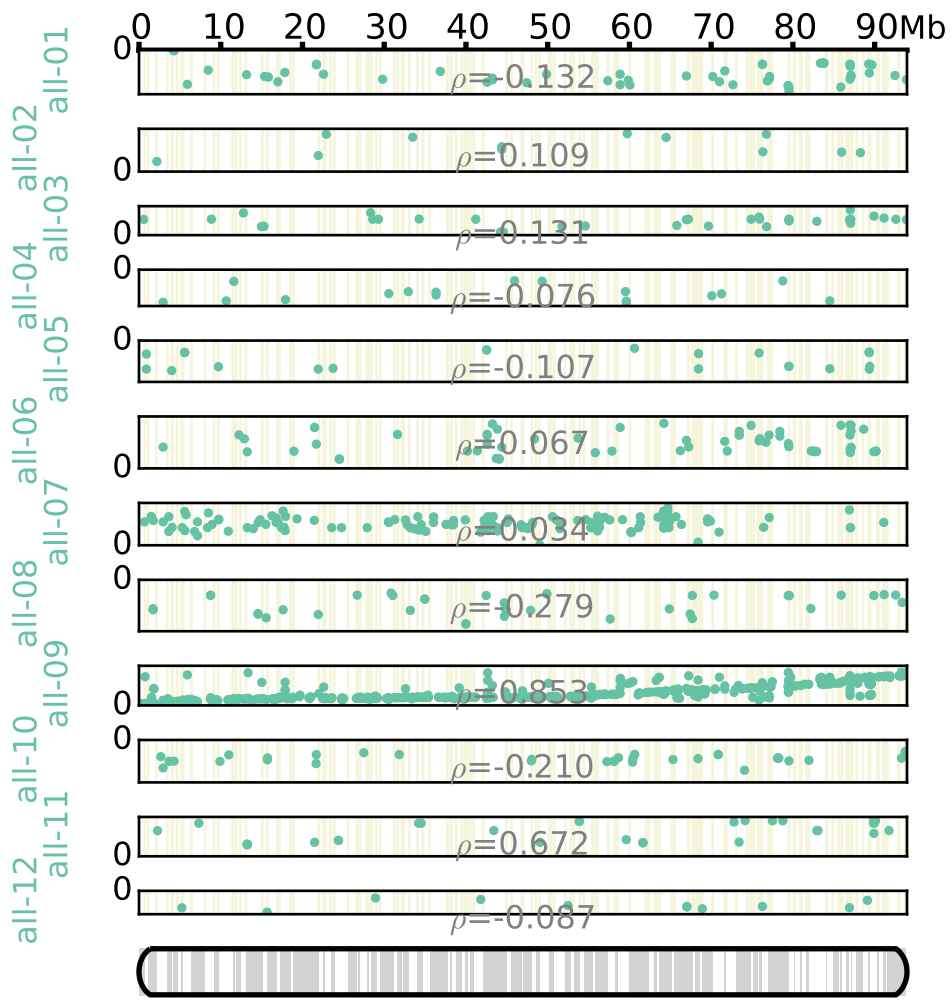 0 10 20 30 40 50 60 70 80 90Mb
all-01 0 ρ=-0.132
all-02 0 ρ=0.109
all-03 0 ρ=0.131
all-04 0 ρ=-0.076
all-05 0 ρ=-0.107
all-06 0 ρ=0.067
all-07 0 ρ=0.034
all-08 0 ρ=-0.279
all-09 0 ρ=0.853
all-10 0 ρ=-0.210
all-11 0 ρ=0.672
all-12 0 ρ=-0.087